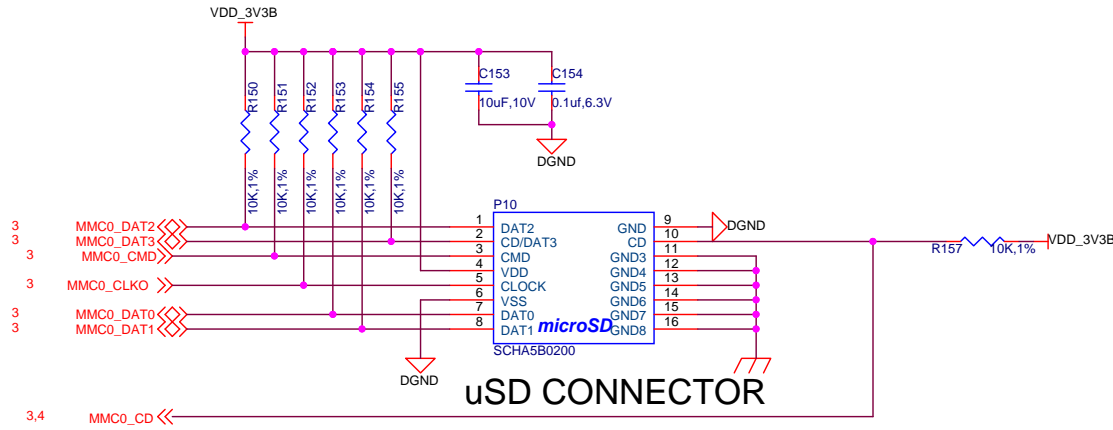 VDD_3V3B
R150
R151
R152
R153
R154
R155
10K,1%
10K,1%
10K,1%
10K,1%
10K,1%
10K,1%
C153
10uF,10V
C154
0.1uf,6.3V
DGND
P10
3 MMC0_DAT2 1 DAT2 GND 9 DGND
3 MMC0_DAT3 2 CD/DAT3 CD 10
3 MMC0_CMD 3 CMD GND3 11
4 VDD GND4 12
3 MMC0_CLKO 5 CLOCK GND5 13
6 VSS GND6 14
3 MMC0_DAT0 7 DAT0 GND7 15
3 MMC0_DAT1 8 DAT1 microSD GND8 16
R157 10K,1% VDD_3V3B
SCHA5B0200
DGND
uSD CONNECTOR
3,4 MMC0_CD